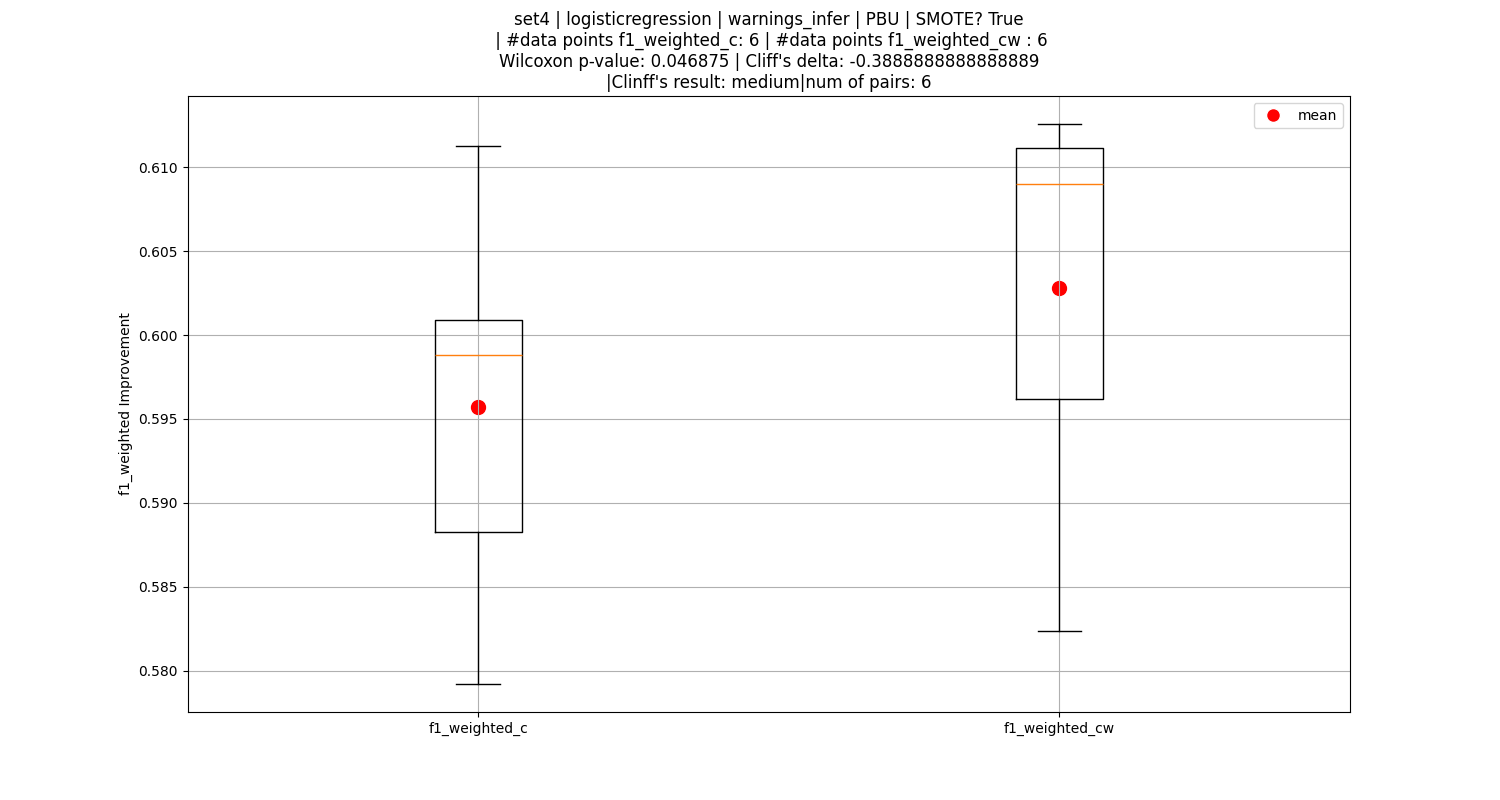 set4 | logisticregression | warnings_infer | PBU | SMOTE? True
| #data points f1_weighted_c: 6 | #data points f1_weighted_cw : 6
Wilcoxon p-value: 0.046875 | Cliff's delta: -0.3888888888888889
|Clinff's result: medium|num of pairs: 6
mean
0.610
0.605
0.600
0.595
0.590
0.585
0.580
f1_weighted Improvement
f1_weighted_c
f1_weighted_cw